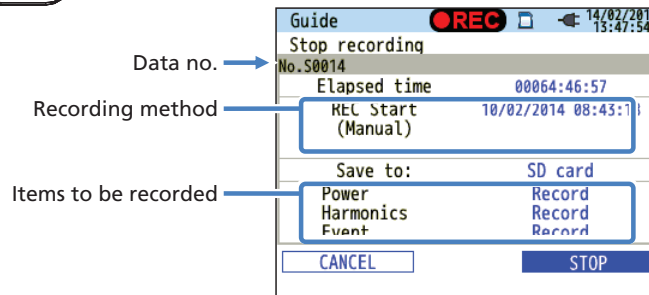 Guide REC 14/02/201
13:47:54
Stop recording
Data no.
No.S0014
Elapsed time 00064:46:57
Recording method
REC Start 10/02/2014 08:43:13
(Manual)
Save to: SD card
Items to be recorded
Power Record
Harmonics Record
Event Record
CANCEL STOP